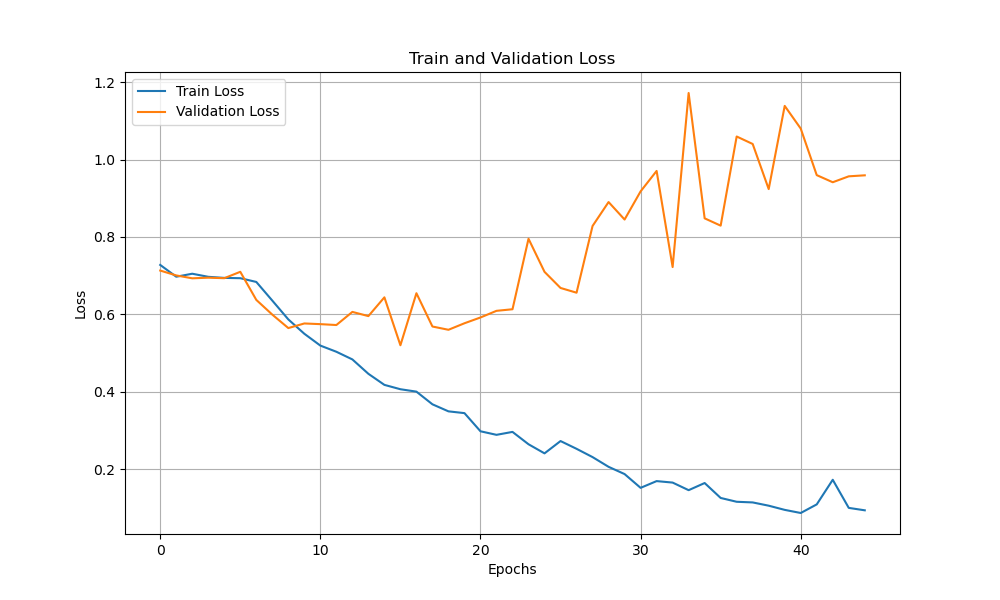 Train and Validation Loss
Train Loss
Validation Loss
1.2
1.0
0.8
0.6
0.4
0.2
Loss
0 10 20 30 40
Epochs